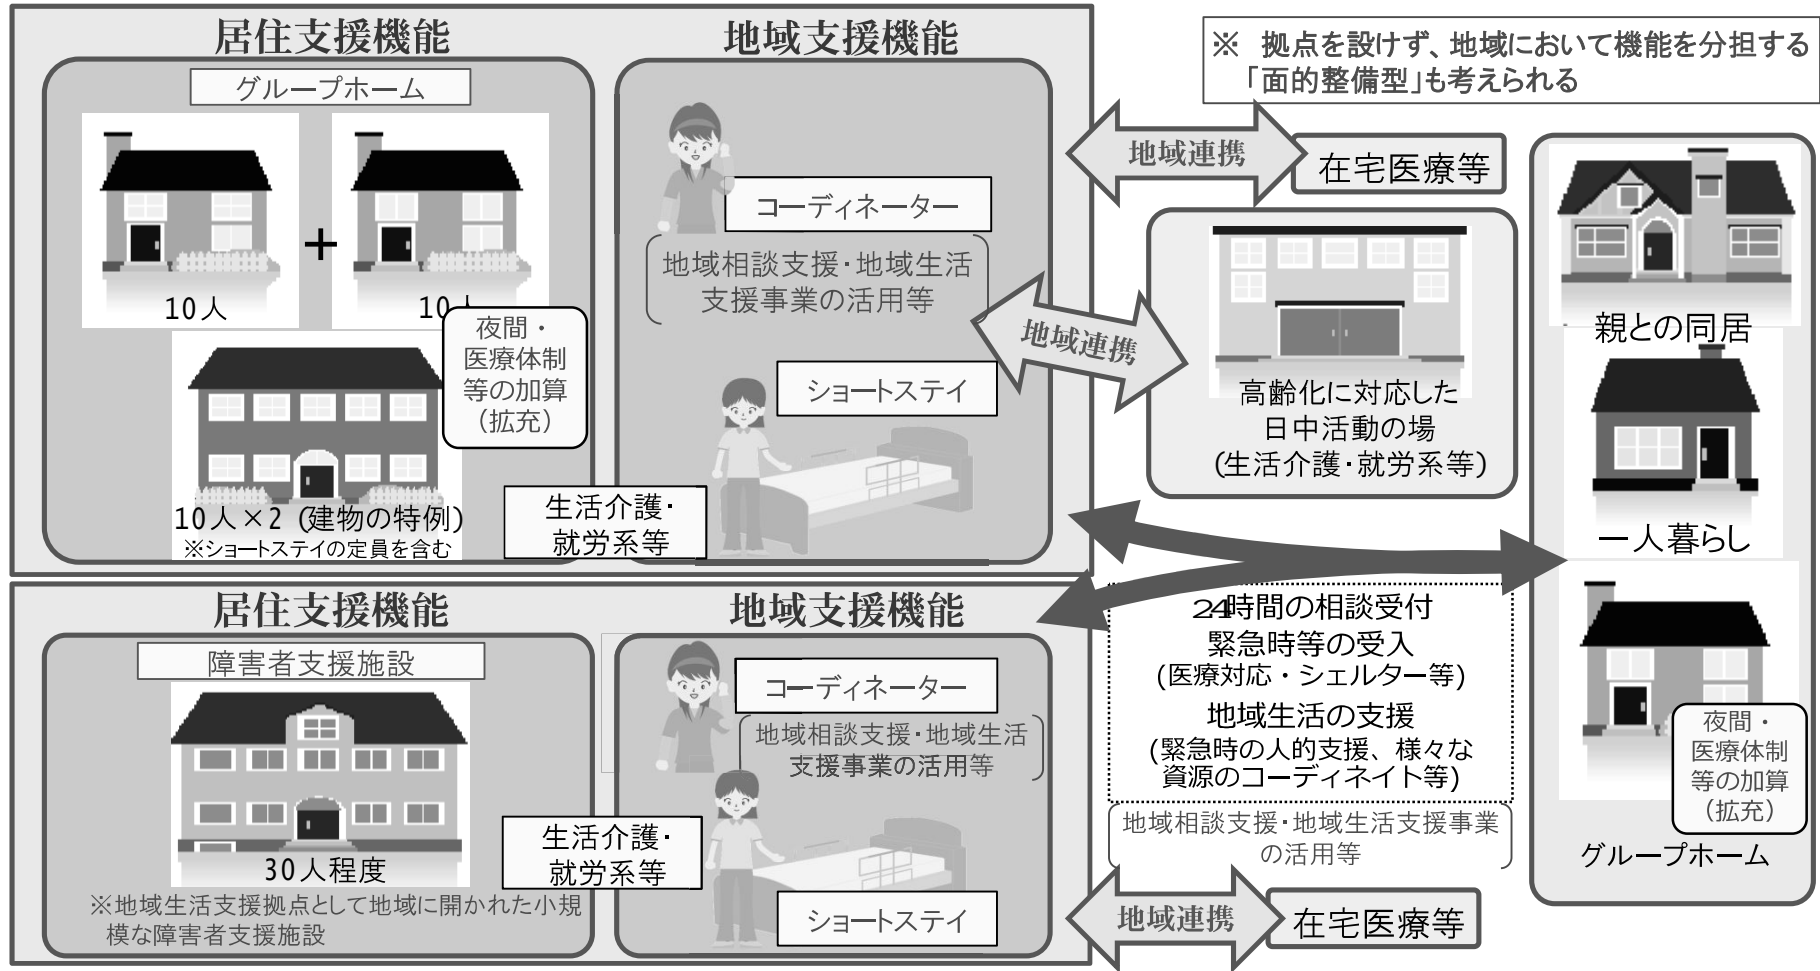 居住支援機能
グループホーム
10人
＋
10人
夜間・
医療体制
等の加算
（拡充）
10人×2 (建物の特例)
※ショートステイの定員を含む
地域支援機能
コーディネーター
地域相談支援・地域生活
支援事業の活用等
ショートステイ
生活介護・
就労系等
※　拠点を設けず、地域において機能を分担する
「面的整備型」も考えられる
地域連携
在宅医療等
地域連携
高齢化に対応した
日中活動の場
(生活介護・就労系等)
親との同居
一人暮らし
夜間・
医療体制
等の加算
（拡充）
グループホーム
居住支援機能
障害者支援施設
30人程度
※地域生活支援拠点として地域に開かれた小規
模な障害者支援施設
地域支援機能
コーディネーター
地域相談支援・地域生活
支援事業の活用等
生活介護・
就労系等
ショートステイ
24時間の相談受付
緊急時等の受入
(医療対応・シェルター等)
地域生活の支援
(緊急時の人的支援、様々な
資源のコーディネイト等)
地域相談支援・地域生活支援事業
の活用等
地域連携
在宅医療等